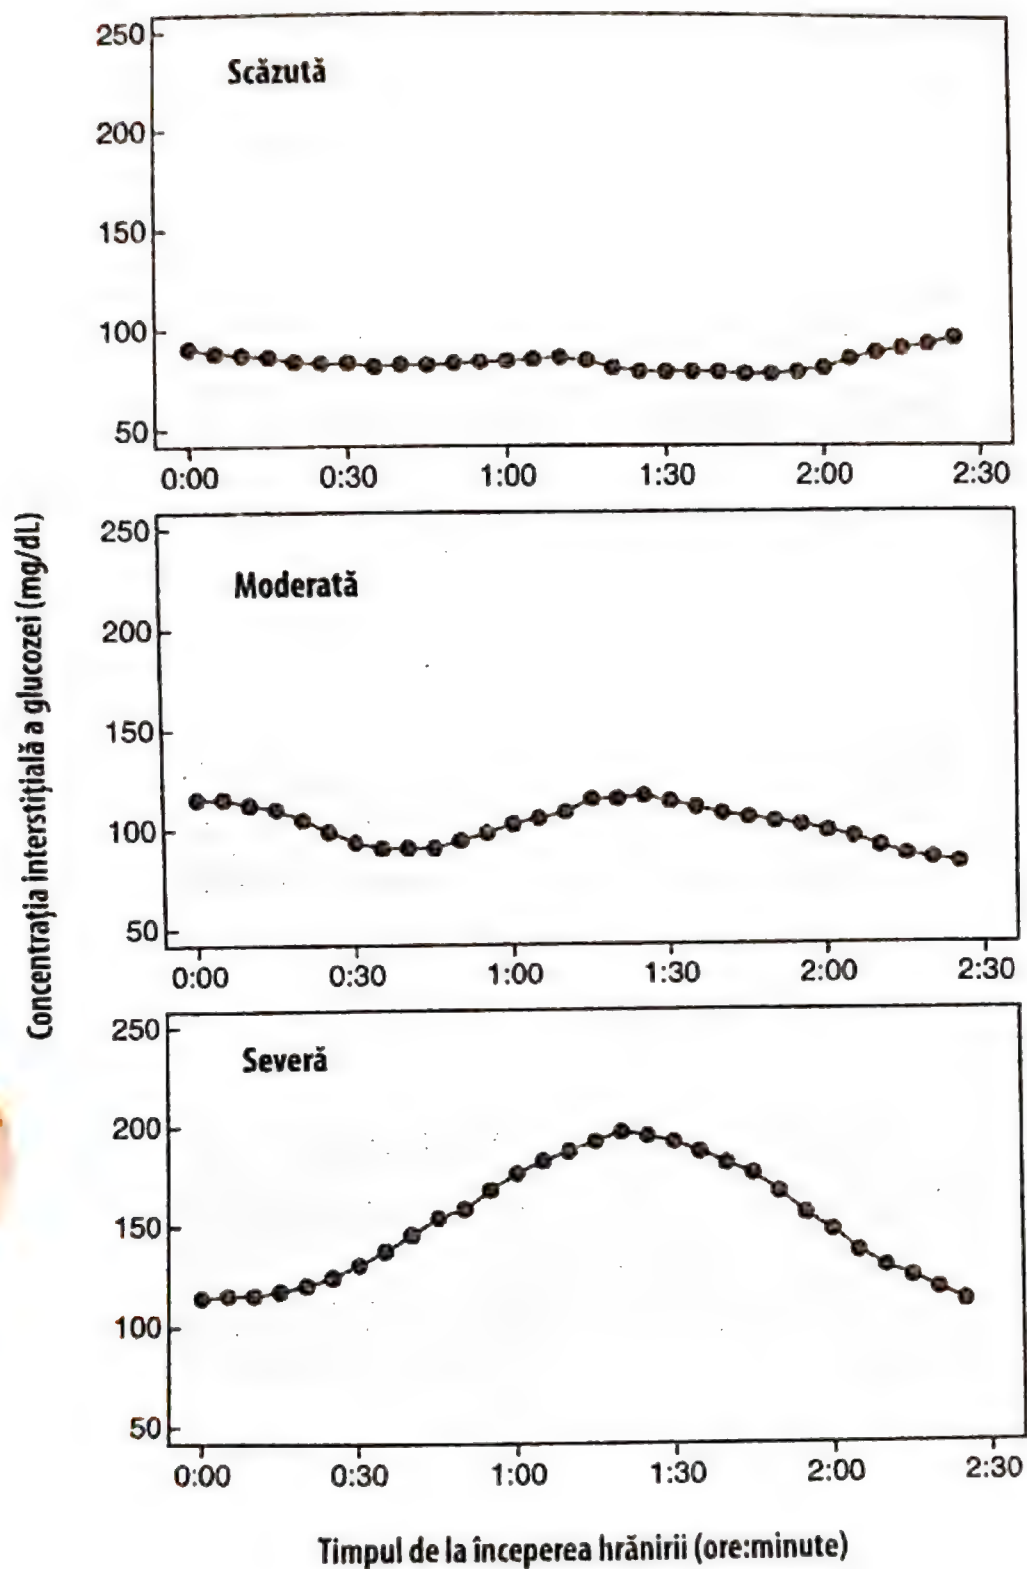 250
Scăzută
200
150
100
50
0:00 0:30 1:00 1:30 2:00 2:30
Concentrația interstițială a glucozei (mg/dL)
250
Moderată
200
150
100
50
0:00 0:30 1:00 1:30 2:00 2:30
250
Severă
200
150
100
50
0:00 0:30 1:00 1:30 2:00 2:30
Timpul de la începerea hrănirii (ore:minute)